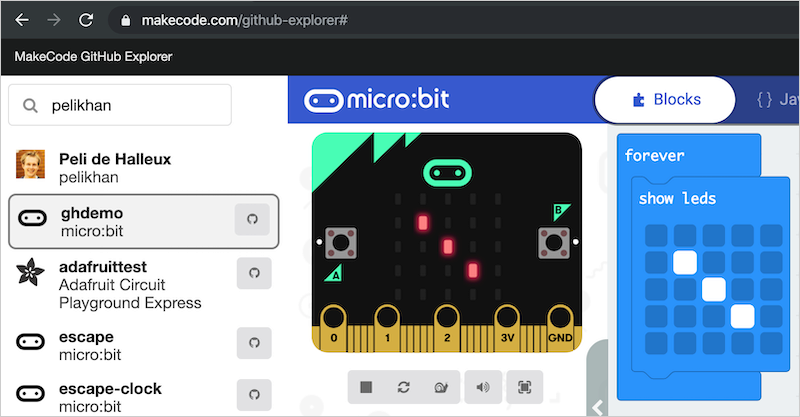 makecode.com/github-explorer#
MakeCode GitHub Explorer
pelikhan
Peli de Halleux
pelikhan
ghdemo
micro:bit
adafruittest
Adafruit Circuit
Playground Express
escape
micro:bit
escape-clock
micro:bit
micro:bit
Blocks
{} Ja
B
A
0 1 2 3V GND
forever
show leds